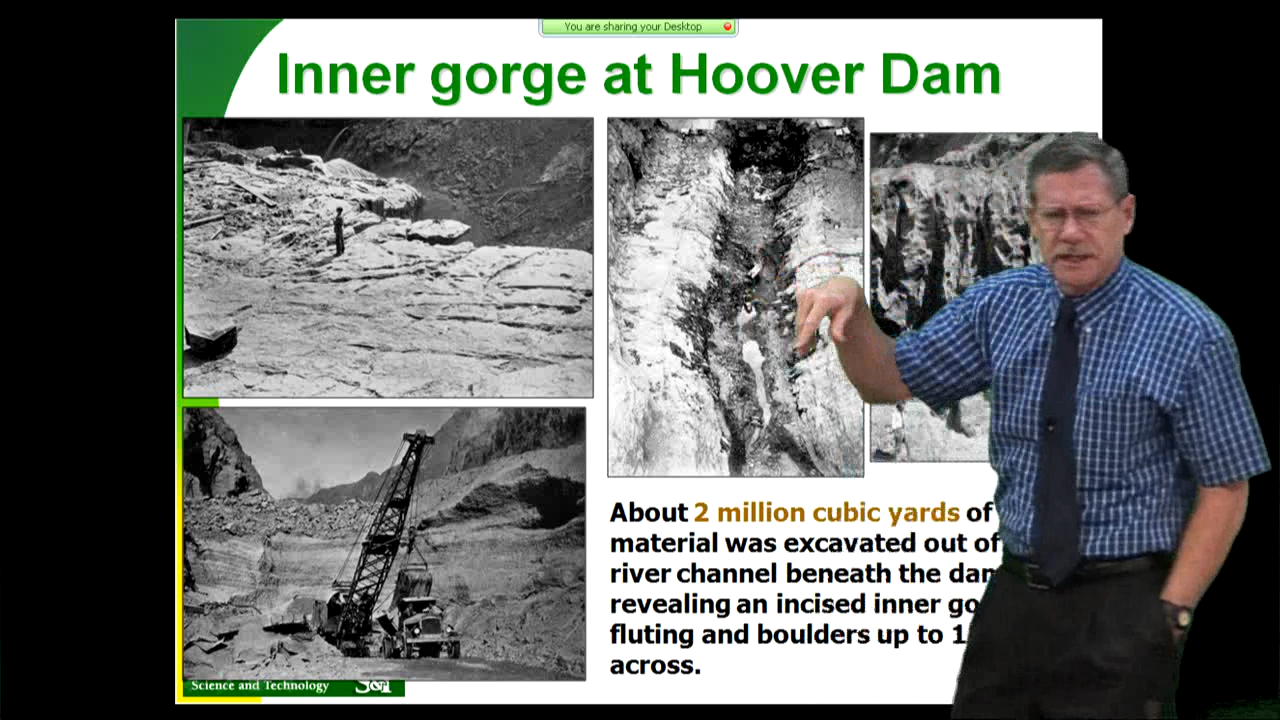 You are sharing your Desktop
Inner gorge at Hoover Dam
About 2 million cubic yards of
material was excavated out of
river channel beneath the dam
revealing an incised inner
fluting and boulders up to
across.
Science and Technology